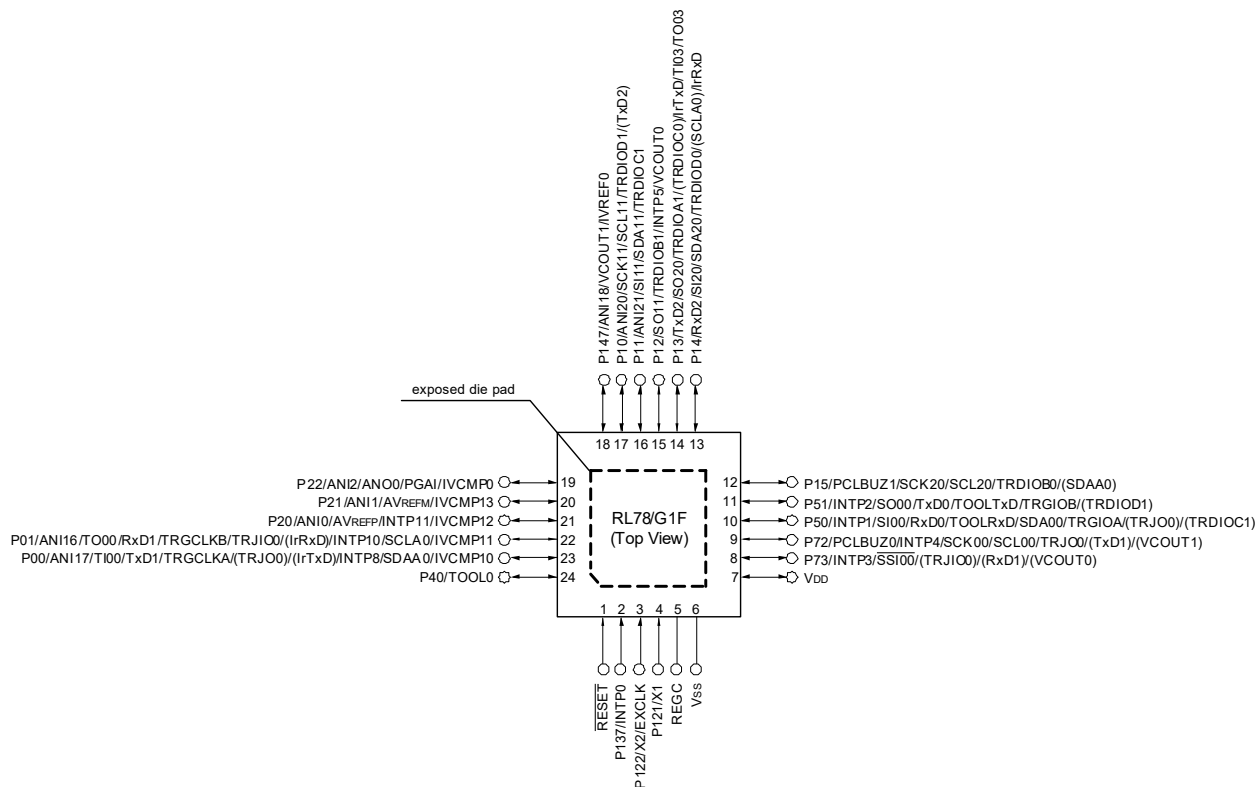 P147/ANI18/VCOUT1/IVREF0
P10/ANI20/SCK11/SCL11/TRDIOD1/(TxD2)
P11/ANI21/SI11/SDA11/TRDIOC1
P12/SO11/TRDIOB1/INTP5/VCOUT0
P13/TxD2/SO20/TRDIOA1/(TRDIOC0)/IrTxD/TI03/TO03
P14/RxD2/SI20/SDA20/TRDIOD0/(SCLA0)/IrRxD
exposed die pad
18 17 16 15 14 13
P22/ANI2/ANO0/PGAI/IVCMP0 19
P21/ANI1/AVREFM/IVCMP13 20
P20/ANI0/AVREFP/INTP11/IVCMP12 21
P01/ANI16/TO00/RxD1/TRGCLKB/TRJIO0/(IrRxD)/INTP10/SCLA0/IVCMP11 22
P00/ANI17/TI00/TxD1/TRGCLKA/(TRJO0)/(IrTxD)/INTP8/SDAA0/IVCMP10 23
P40/TOOL0 24
RL78/G1F
(Top View)
12 P15/PCLBUZ1/SCK20/SCL20/TRDIOB0/(SDAA0)
11 P51/INTP2/SO00/TxD0/TOOLTxD/TRGIOB/(TRDIOD1)
10 P50/INTP1/SI00/RxD0/TOOLRxD/SDA00/TRGIOA/(TRJO0)/(TRDIOC1)
9 P72/PCLBUZ0/INTP4/SCK00/SCL00/TRJO0/(TxD1)/(VCOUT1)
8 P73/INTP3/SSI00/(TRJIO0)/(RxD1)/(VCOUT0)
7 VDD
1 2 3 4 5 6
RESET
P137/INTP0
P122/X2/EXCLK
P121/X1
REGC
VSS